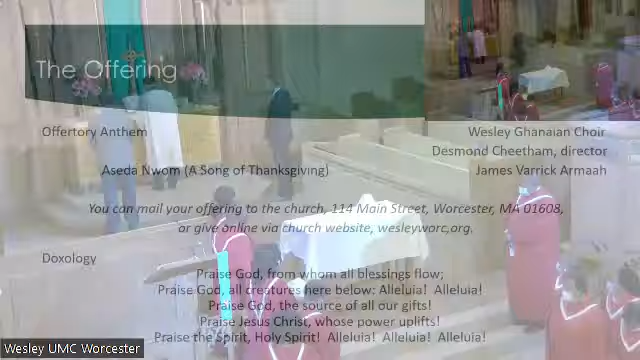 The Offering
Offertory Anthem
Wesley Ghanaian Choir
Desmond Cheetham, director
Aseda Nwom (A Song of Thanksgiving)
James Varrick Armaah
You can mail your offering to the church, 114 Main Street, Worcester, MA 01608,
or give online via church website, wesleyworc.org.
Doxology
Praise God, from whom all blessings flow;
Praise God, all creatures here below: Alleluia! Alleluia!
Praise God, the source of all our gifts!
Praise Jesus Christ, whose power uplifts!
Praise the Spirit, Holy Spirit! Alleluia! Alleluia! Alleluia!
Wesley UMC Worcester